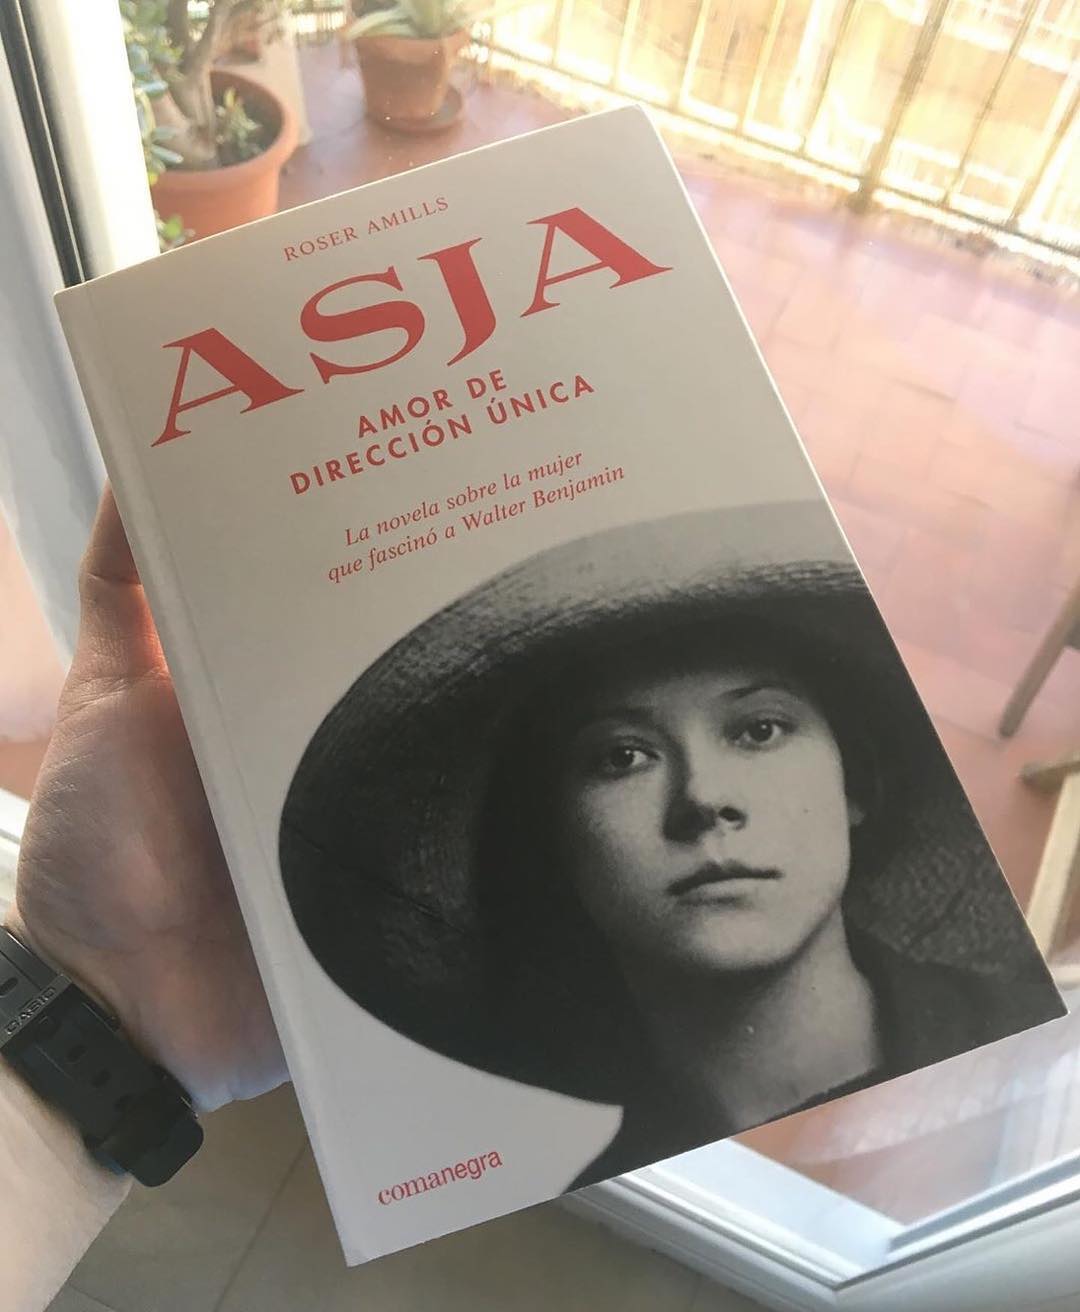 ROSER AMILLS
ASJA
AMOR DE
DIRECCIÓN ÚNICA
La novela sobre la mujer
que fascinó a Walter Benjamin
comanegra
CASIO